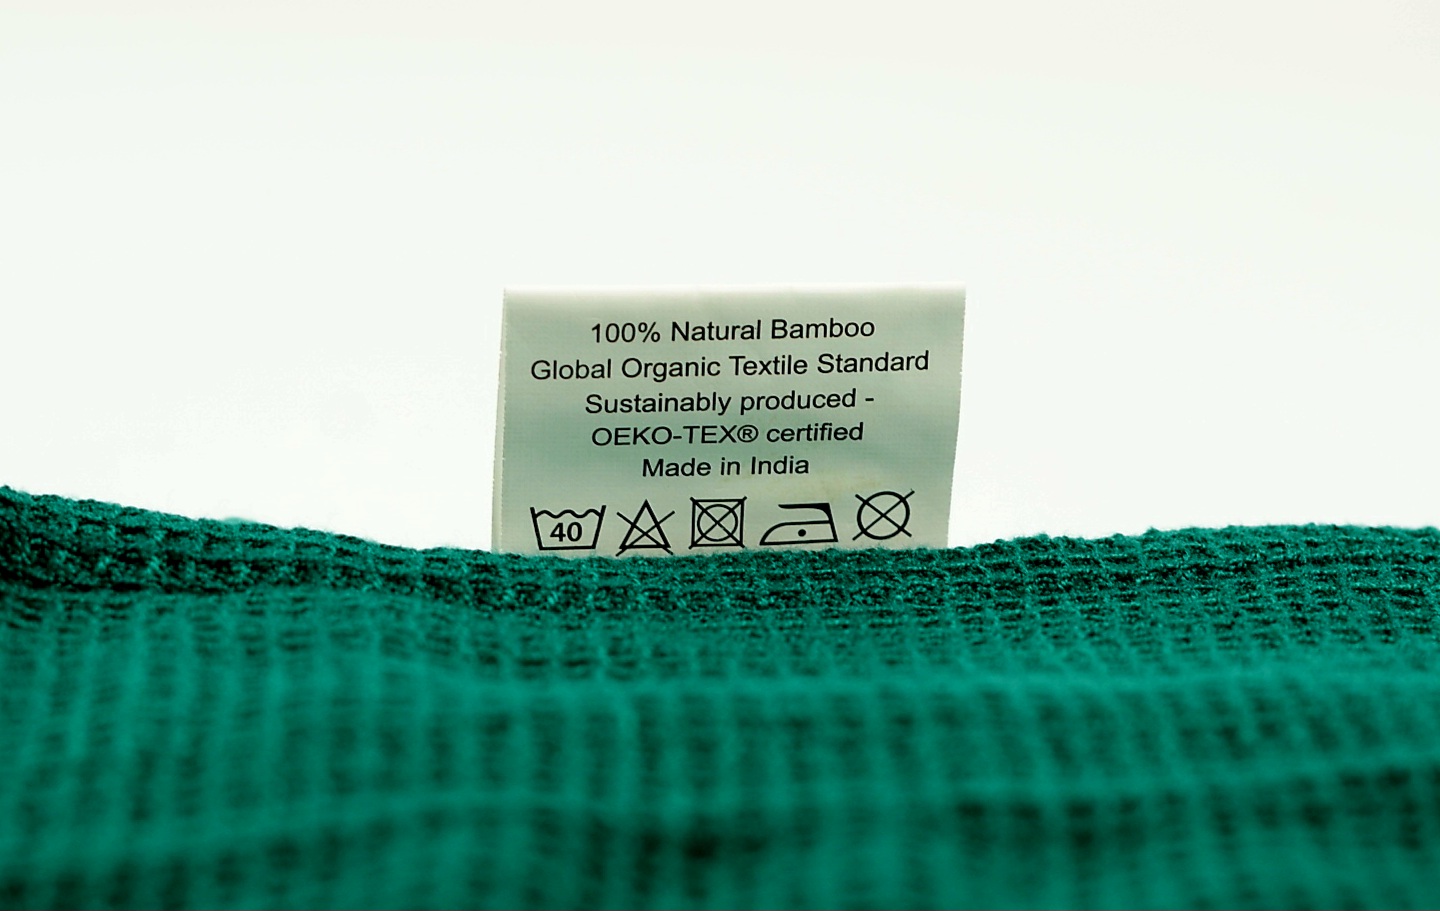 100% Natural Bamboo
Global Organic Textile Standard
Sustainably produced -
OEKO-TEX® certified
Made in India
40